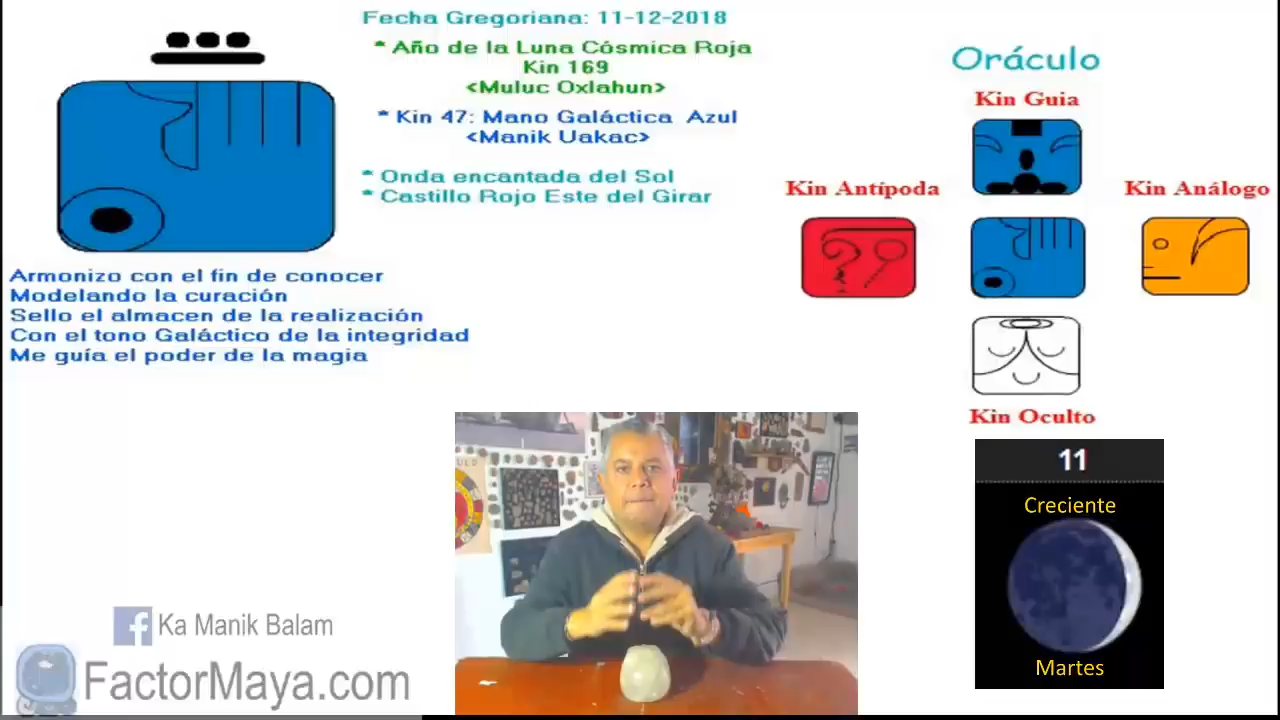 Fecha Gregoriana: 11-12-2018
* Año de la Luna Cósmica Roja
Kin 169
<Muluc Oxlahun>
* Kin 47: Mano Galáctica Azul
<Manik Uakac>
* Onda encantada del Sol
* Castillo Rojo Este del Girar
Armonizo con el fin de conocer
Modelando la curación
Sello el almacen de la realización
Con el tono Galáctico de la integridad
Me guía el poder de la magia
Oráculo
Kin Guia
Kin Antípoda
Kin Análogo
Kin Oculto
11
Creciente
Martes
f Ka Manik Balam
FactorMaya.com